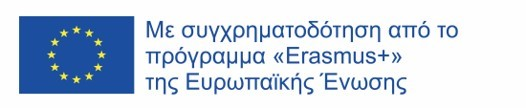 Με συγχρηματοδότηση από το
πρόγραμμα «Erasmus+»
της Ευρωπαϊκής Ένωσης